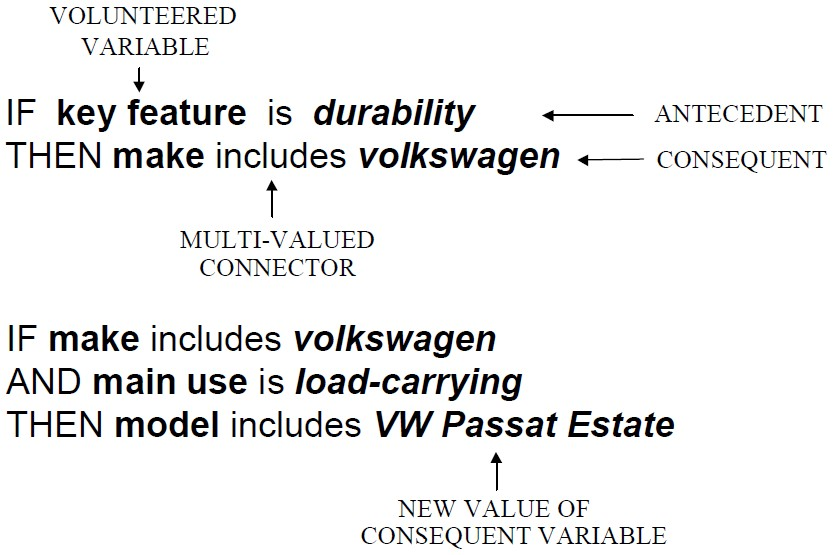 VOLUNTEERED
VARIABLE
IF key feature is durability
ANTECEDENT
THEN make includes volkswagen
CONSEQUENT
MULTI-VALUED
CONNECTOR
IF make includes volkswagen
AND main use is load-carrying
THEN model includes VW Passat Estate
NEW VALUE OF
CONSEQUENT VARIABLE